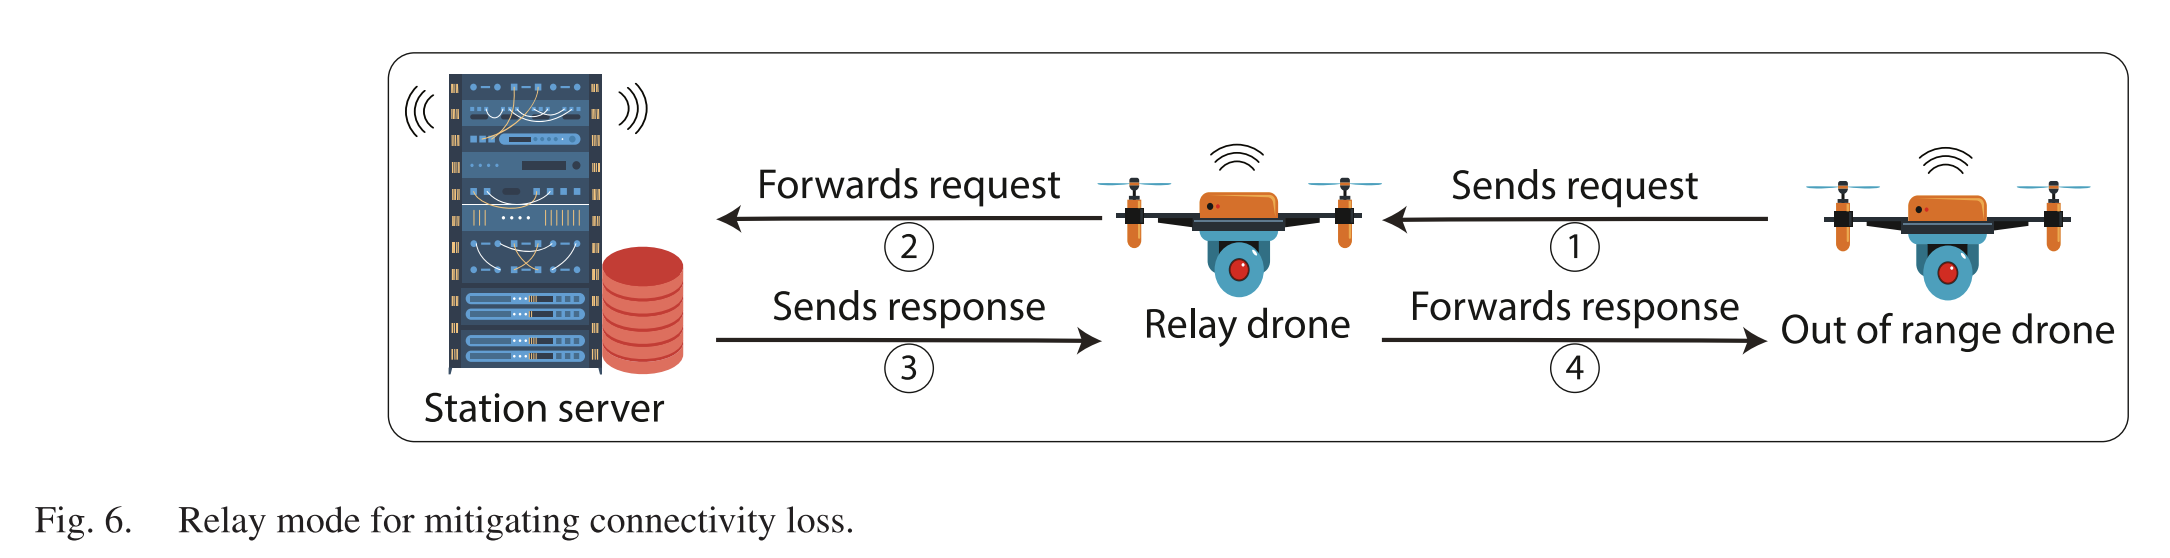 Forwards request
Sends request
2
1
Sends response
Forwards response
Relay drone
Out of range drone
3
4
Station server
Fig. 6. Relay mode for mitigating connectivity loss.